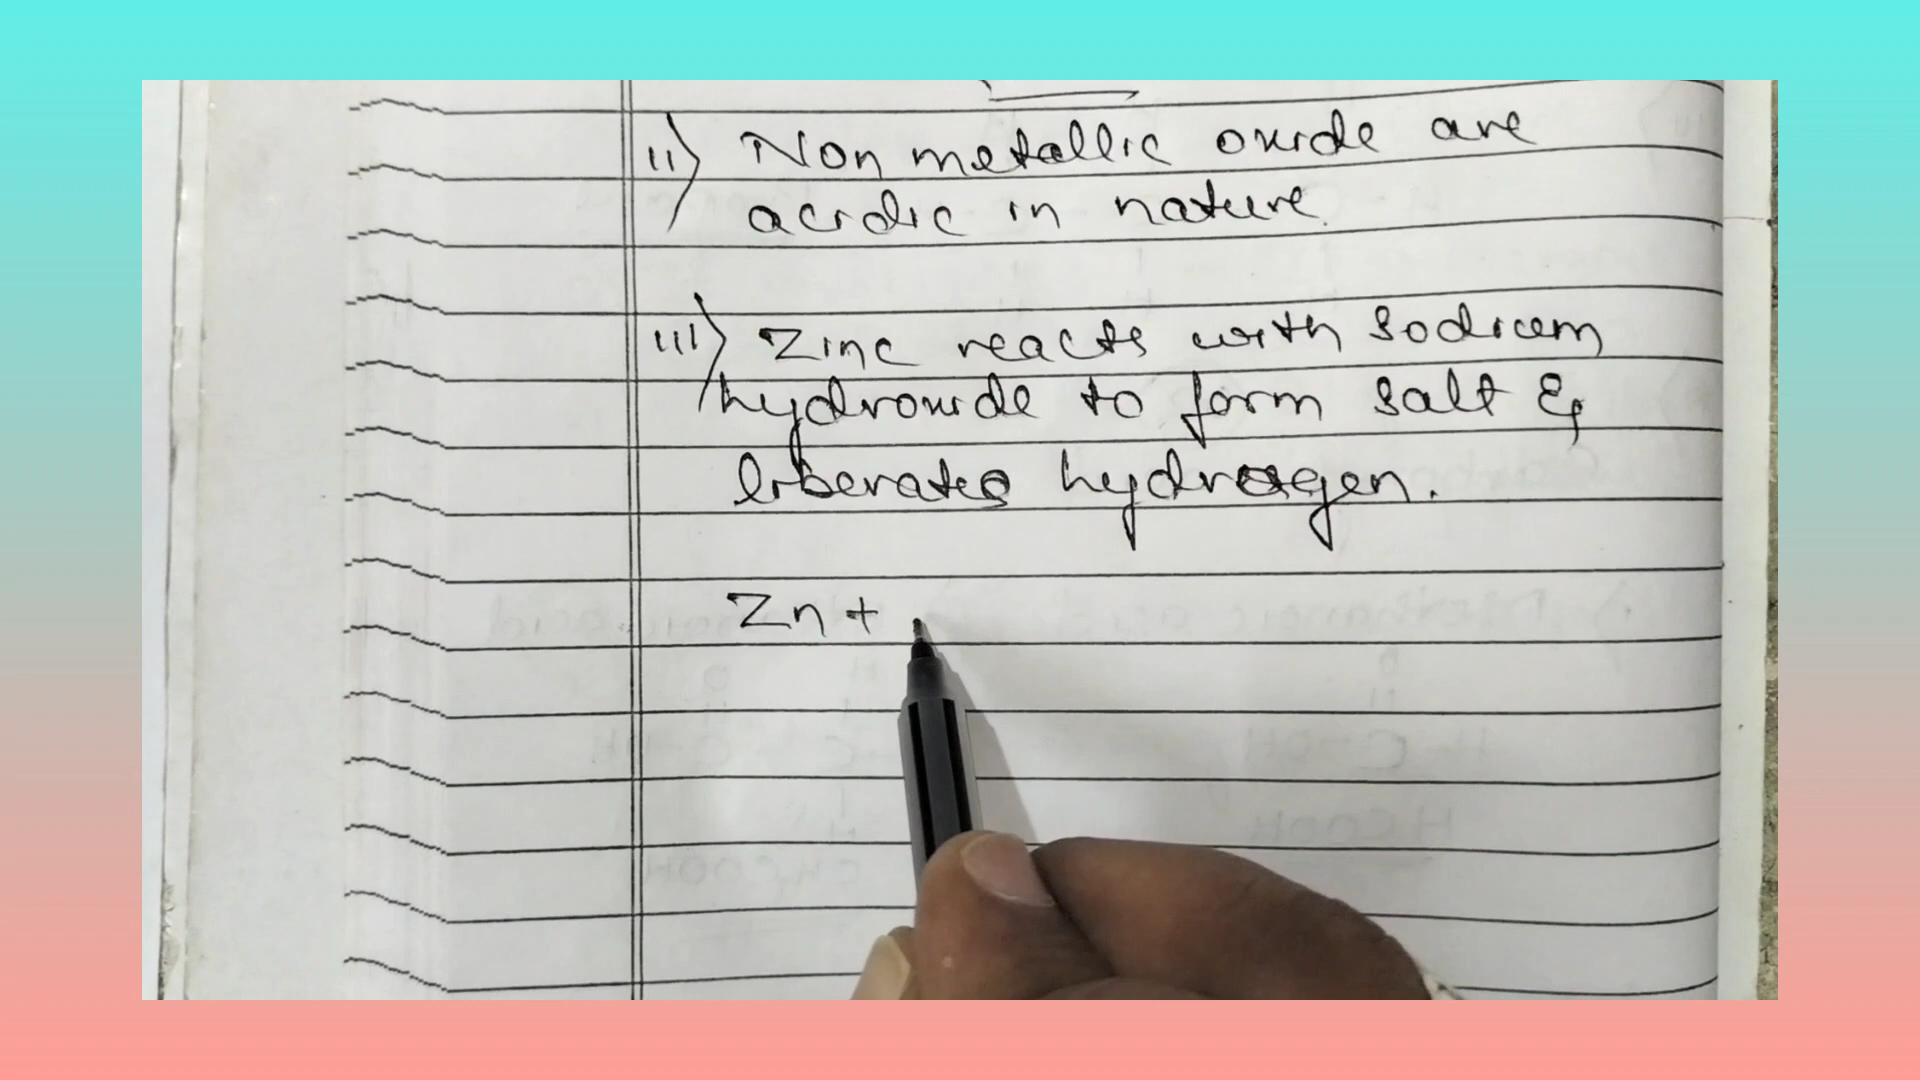 ii) Non metallic oxide are
acidic in nature.
iii) Zinc reacts with sodium
hydroxide to form salt &
liberates hydrogen.
Zn +